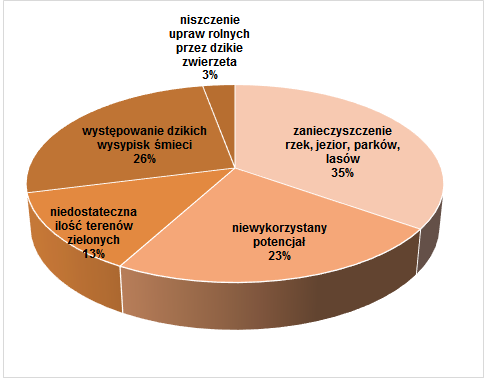 niszczenie
upraw rolnych
przez dzikie
zwierzeta
3%
występowanie dzikich
wysypisk śmieci
26%
zanieczyszczenie
rzek, jezior, parków,
lasów
35%
niedostateczna
ilość terenów
zielonych
13%
niewykorzystany
potencjał
23%